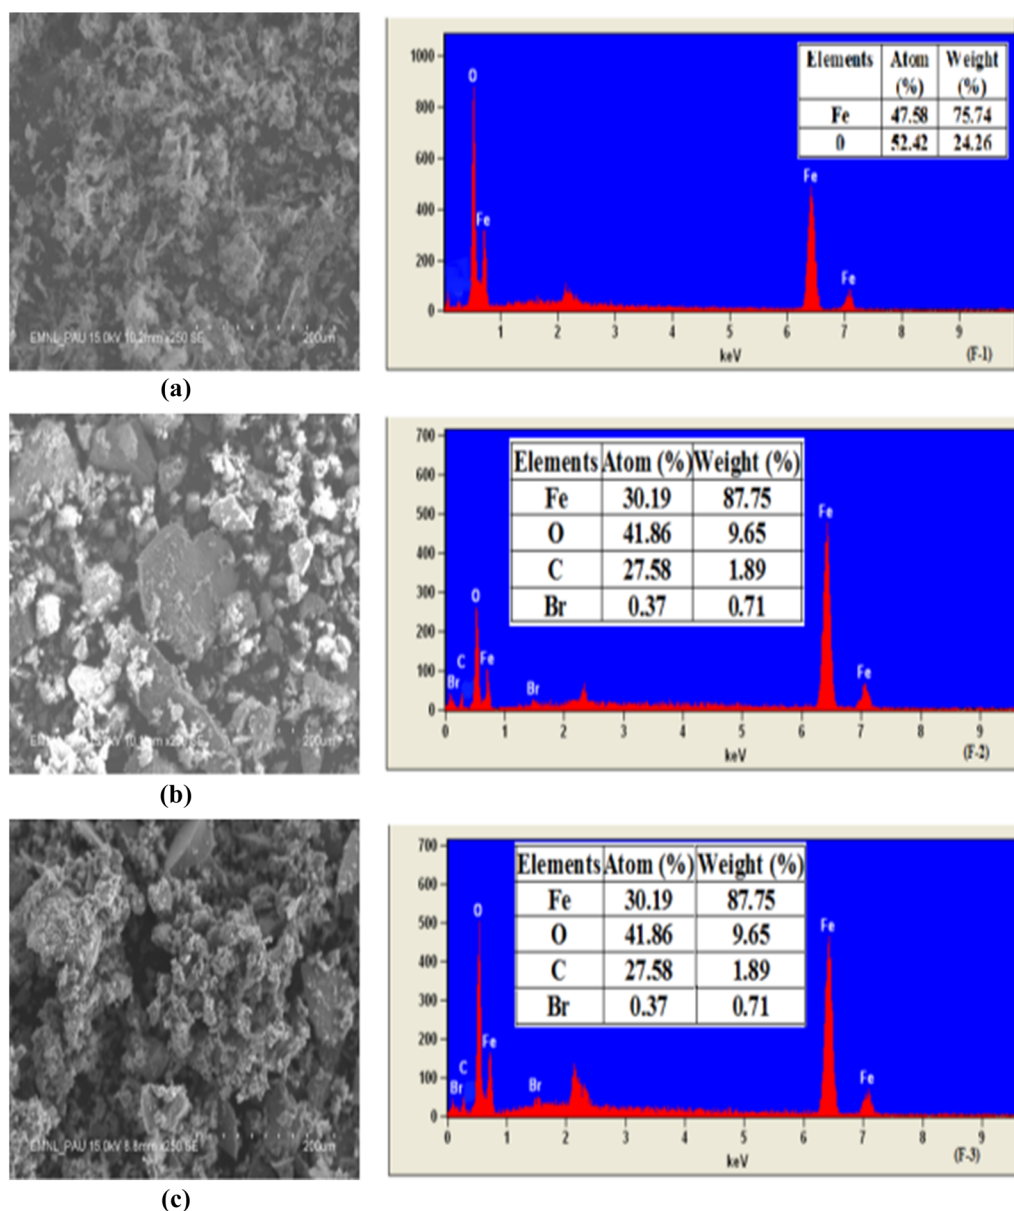 1000
800
600
400
200
0
O
Fe
Fe
Fe
Elements Atom (%) Weight (%)
Fe 47.58 75.74
0 52.42 24.26
1 2 3 4 5 6 7 8 9
keV
(F-1)
EMNL_PAU 15.0kV 10.2mm x250 SE 200um
(a)
700
600
500
400
300
200
100
0
Br
C
O
Fe
Br
Fe
Fe
Elements Atom (%) Weight (%)
Fe 30.19 87.75
O 41.86 9.65
C 27.58 1.89
Br 0.37 0.71
0 1 2 3 4 5 6 7 8 9
keV
(F-2)
200um
(b)
700
600
500
400
300
200
100
0
Br
C
O
Fe
Br
Fe
Fe
Elements Atom (%) Weight (%)
Fe 30.19 87.75
O 41.86 9.65
C 27.58 1.89
Br 0.37 0.71
0 1 2 3 4 5 6 7 8 9
keV
(F-3)
EMNL_PAU 15.0kV 8.8mm x250 SE 200um
(c)